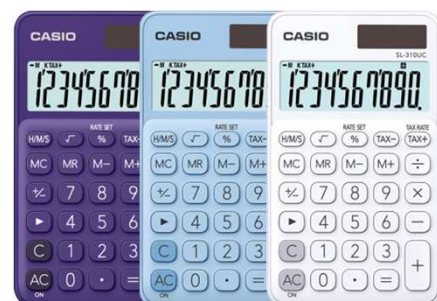 CASIO CASIO CASIO
SL-310UC
-M K TAX+ -M K TAX+ -M K TAX+
12345678 12345678 1234567890.
RATE SET RATE SET RATE SET TAX RATE
H/M/S √ % TAX- H/M/S √ % TAX- H/M/S √ % TAX- TAX+
MC MR M- M+ MC MR M- M+ MC MR M- M+ ÷
+/- 7 8 9 +/- 7 8 9 +/- 7 8 9 ×
▶ 4 5 6 ▶ 4 5 6 ▶ 4 5 6 −
C 1 2 3 C 1 2 3 C 1 2 3 +
AC 0 · = AC 0 · = AC 0 · =
ON ON ON